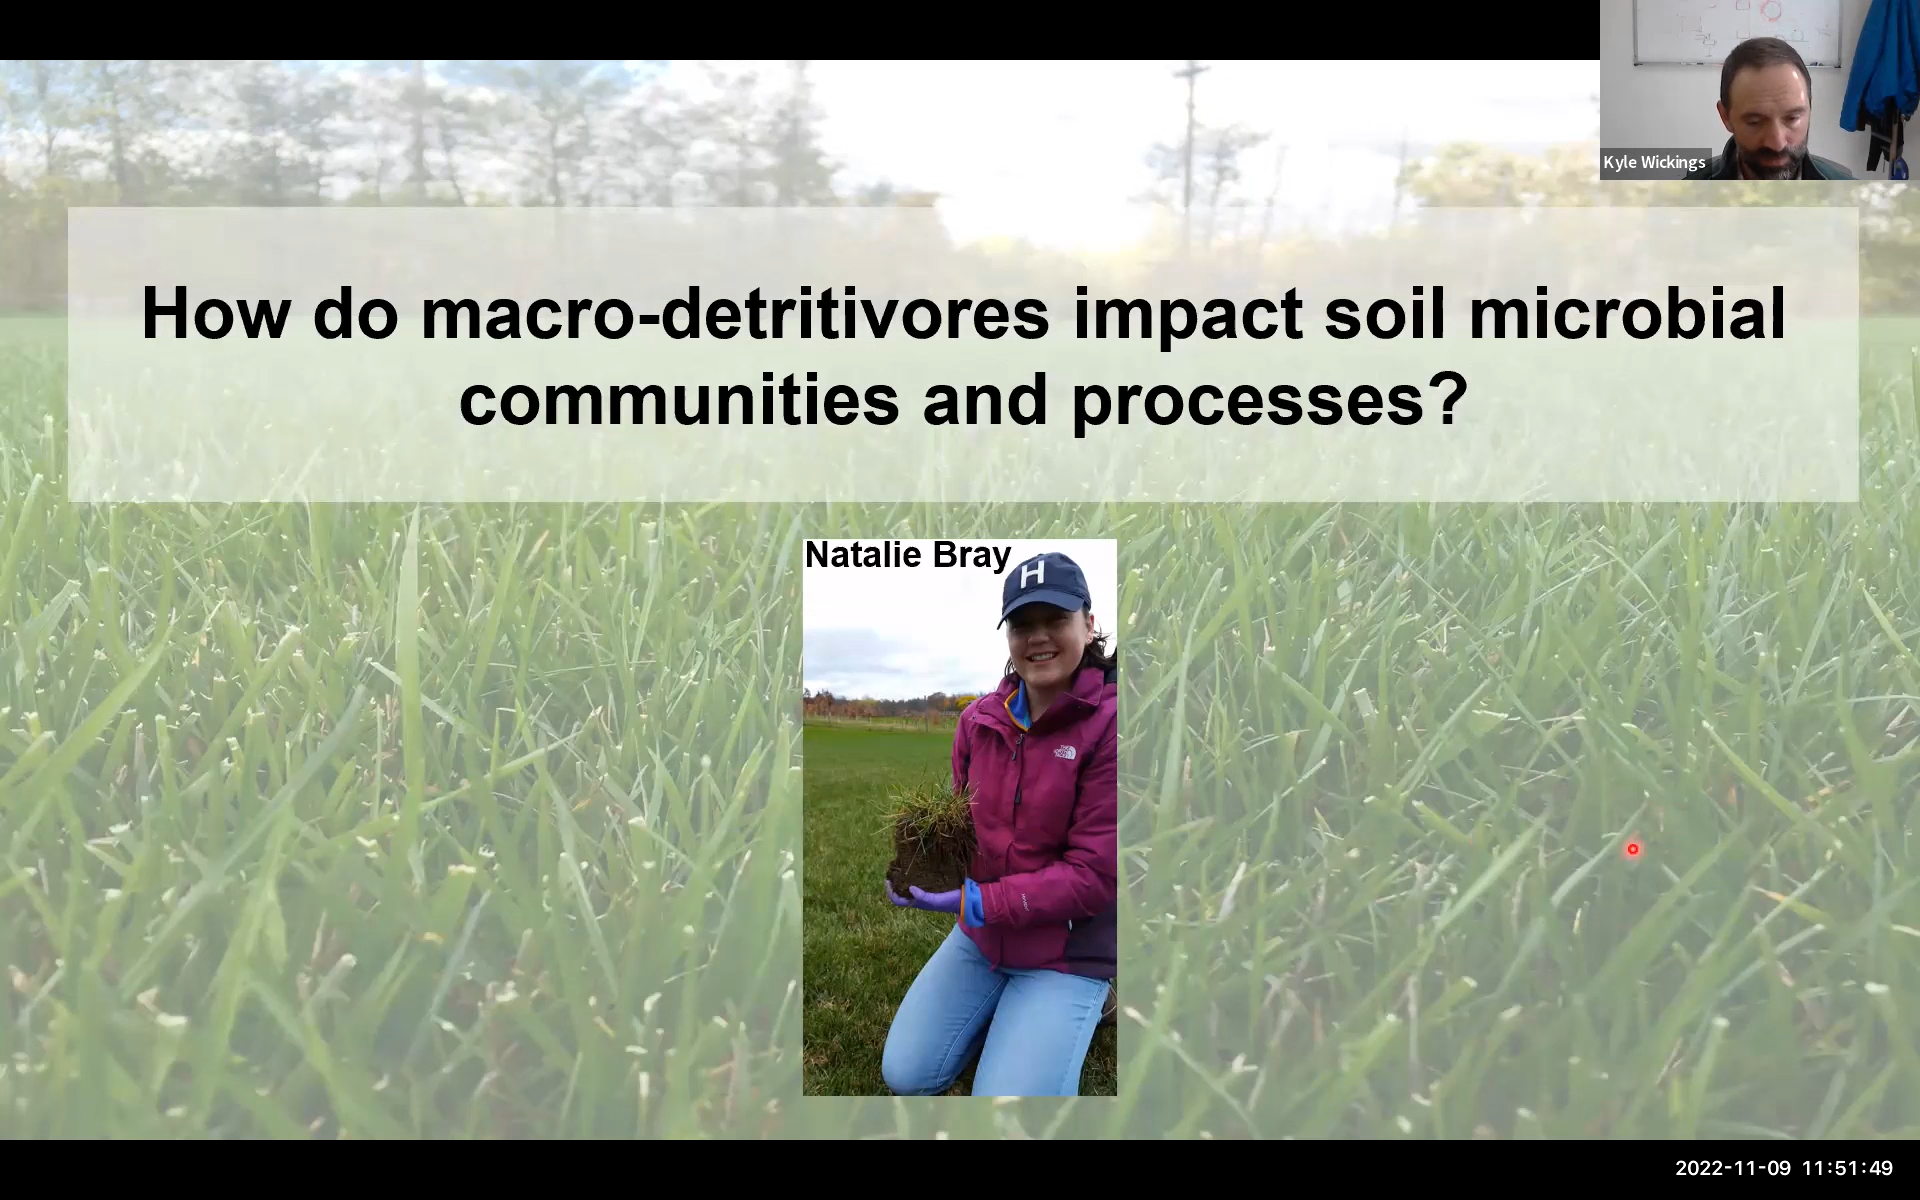 Kyle Wickings
How do macro-detritivores impact soil microbial
communities and processes?
Natalie Bray
H
2022-11-09 11:51:49